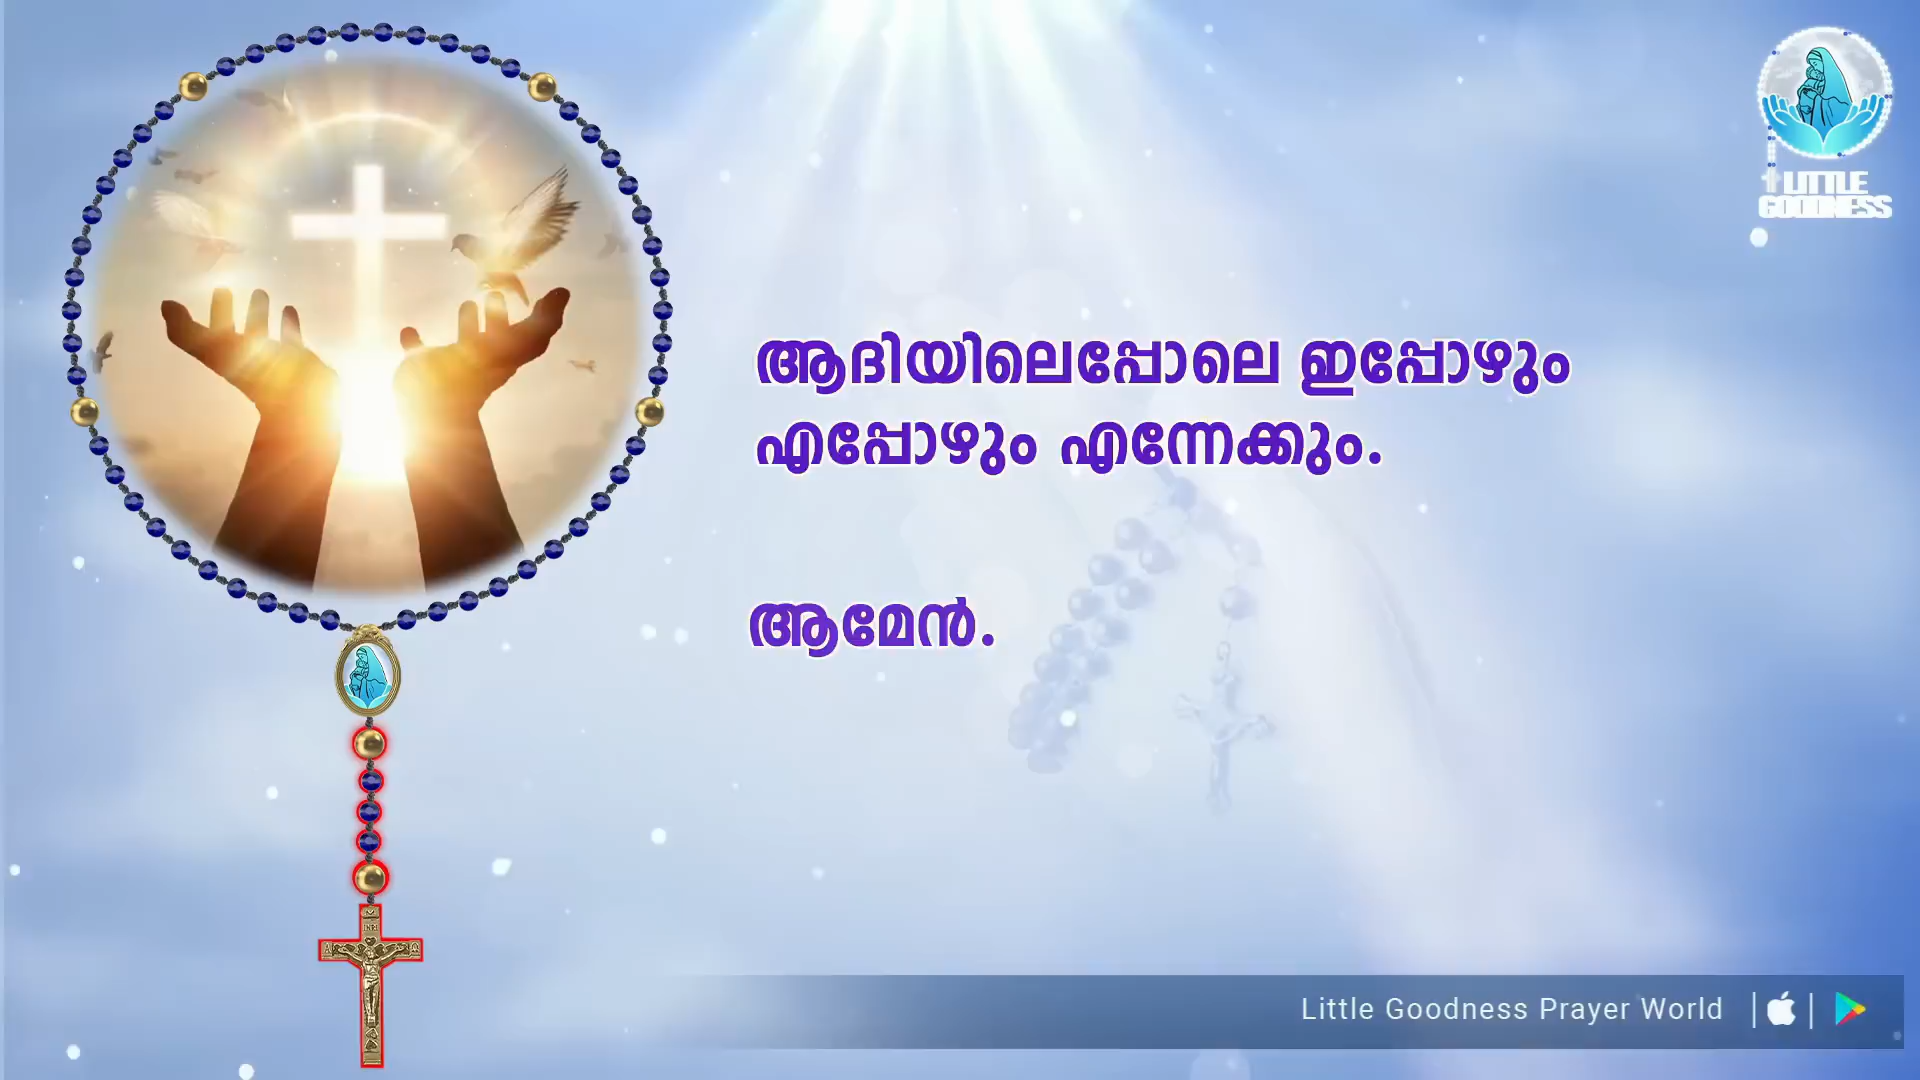 LITTLE
GOODNESS
ആദിയിലെപ്പോലെ ഇപ്പോഴും
എപ്പോഴും എന്നേക്കും.
ആമേൻ.
INRI
Little Goodness Prayer World